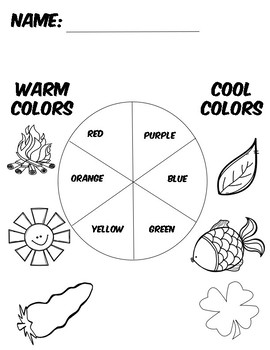 NAME:
WARM
COLORS
COOL
COLORS
RED
PURPLE
ORANGE
BLUE
YELLOW
GREEN